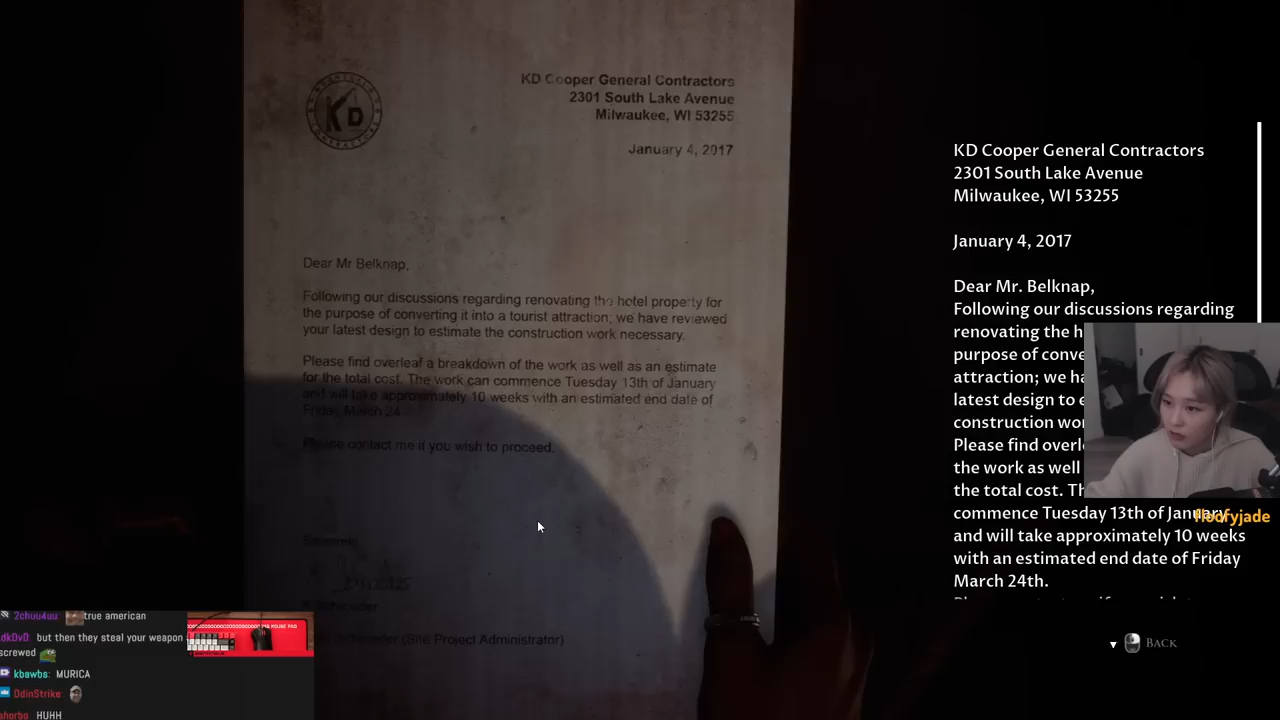 KD Cooper General Contractors
2301 South Lake Avenue
Milwaukee, WI 53255
January 4, 2017
KD
Dear Mr Belknap,
Following our discussions regarding renovating the hotel property for
the purpose of converting it into a tourist attraction; we have reviewed
your latest design to estimate the construction work necessary.
Please find overleaf a breakdown of the work as well as an estimate
for the total cost. The work can commence Tuesday 13th of January
and will take approximately 10 weeks with an estimated end date of
Friday March 24
Please contact me if you wish to proceed.
Schneider (Site Project Administrator)
KD Cooper General Contractors
2301 South Lake Avenue
Milwaukee, WI 53255
January 4, 2017
Dear Mr. Belknap,
Following our discussions regarding
renovating the h
purpose of conve
attraction; we ha
latest design to e
construction wor
Please find overl
the work as well
the total cost. Th
commence Tuesday 13th of January
and will take approximately 10 weeks
with an estimated end date of Friday
March 24th.
floofyjade
BACK
2chuu4uu true american
dkDvD but then they steal your weapon
screwed
kbawbs: MURICA
OdinStrike
ahorbo HUHH